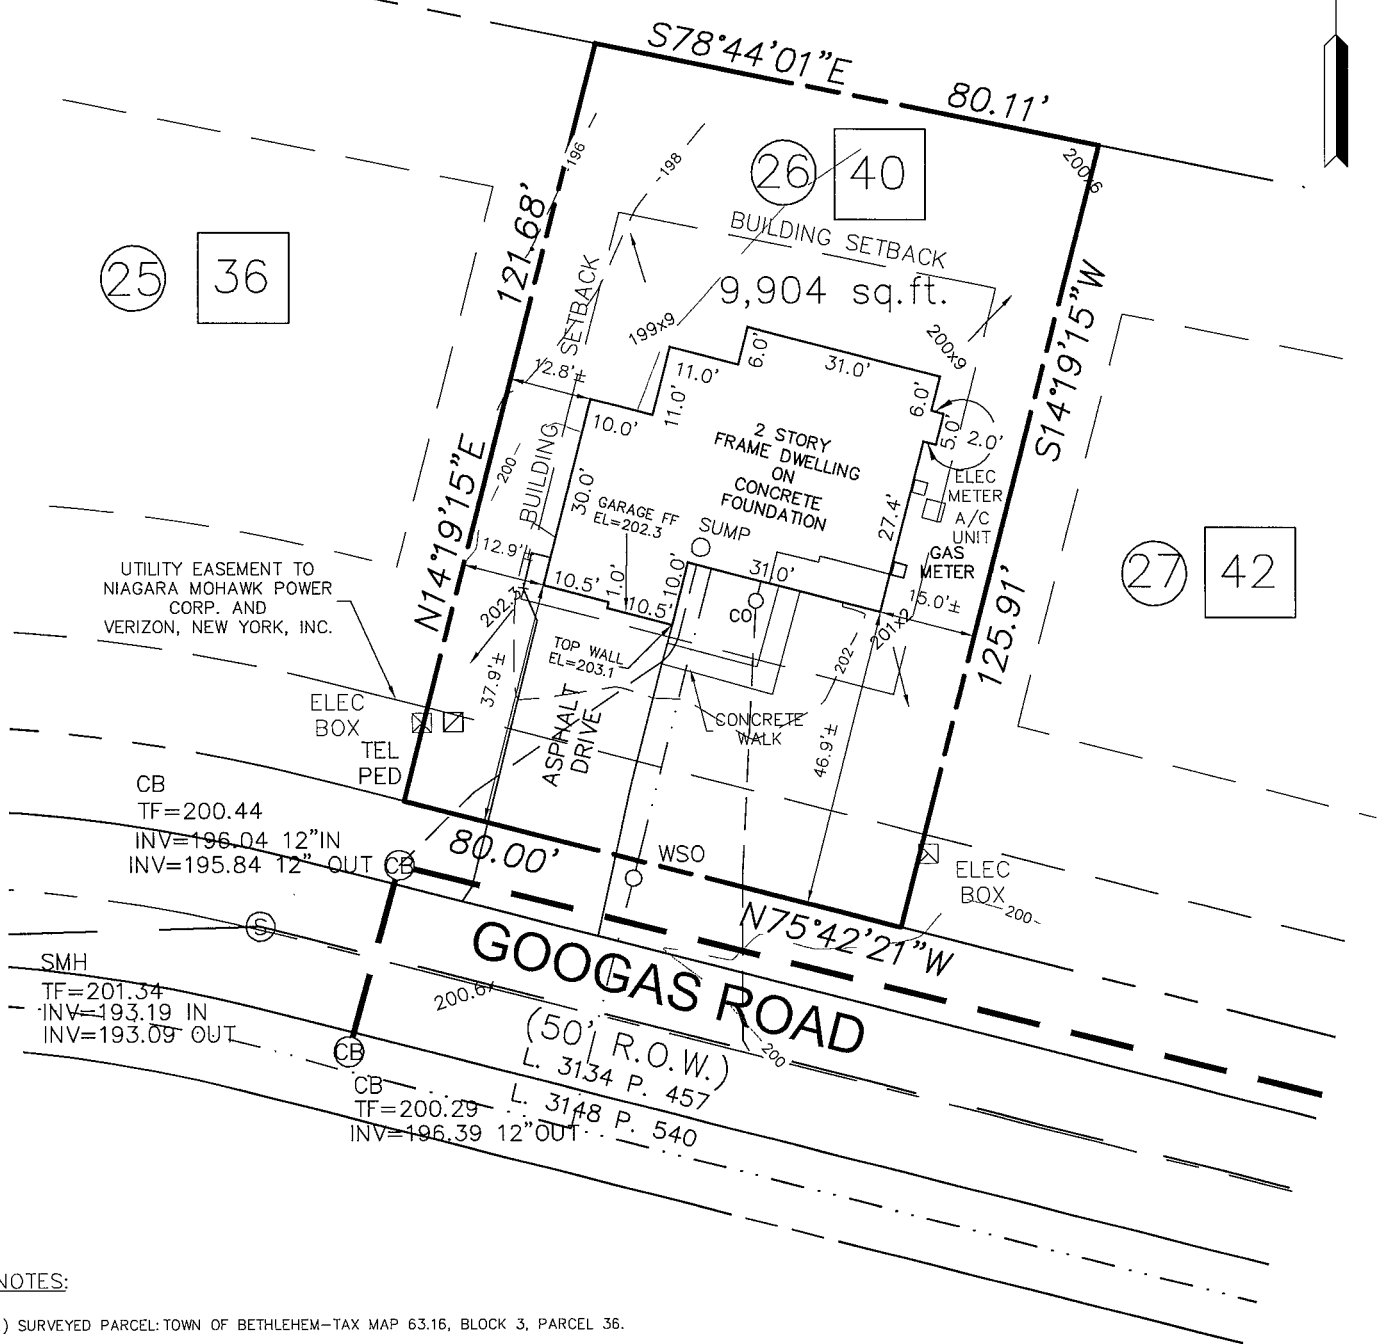 S78°44'01"E
80.11'
196
198
200x6
26
40
BUILDING SETBACK
9,904 sq.ft.
121.68'
25
36
SETBACK
BUILDING
199x9
200x9
S14°19'15"W
12.8'±
11.0'
6.0'
31.0'
6.0'
11.0'
10.0'
5.0'
2.0'
2 STORY
FRAME DWELLING
ON
CONCRETE
FOUNDATION
N14°19'15"E
-200-
30.0'
GARAGE FF
EL=202.3
SUMP
27.4'
ELEC
METER
A/C
UNIT
GAS
METER
27
42
12.9'±
10.5'
1.0'
10.5'
10.0'
31.0'
CO
15.0'±
201x2
125.91'
UTILITY EASEMENT TO
NIAGARA MOHAWK POWER
CORP. AND
VERIZON, NEW YORK, INC.
202.3x
TOP WALL
EL=203.1
-202-
37.9'±
ASPHALT
DRIVE
CONCRETE
WALK
46.9'±
ELEC
BOX
TEL
PED
CB
TF=200.44
INV=196.04 12"IN
INV=195.84 12" OUT
CB
80.00'
WSO
ELEC
BOX
-200-
N75°42'21"W
S
GOOGAS ROAD
(50' R.O.W.)
L. 3134 P. 457
L. 3148 P. 540
200.6x
200
SMH
TF=201.34
INV=193.19 IN
INV=193.09 OUT
CB
CB
TF=200.29
INV=196.39 12"OUT
NOTES:
) SURVEYED PARCEL: TOWN OF BETHLEHEM-TAX MAP 63.16, BLOCK 3, PARCEL 36.